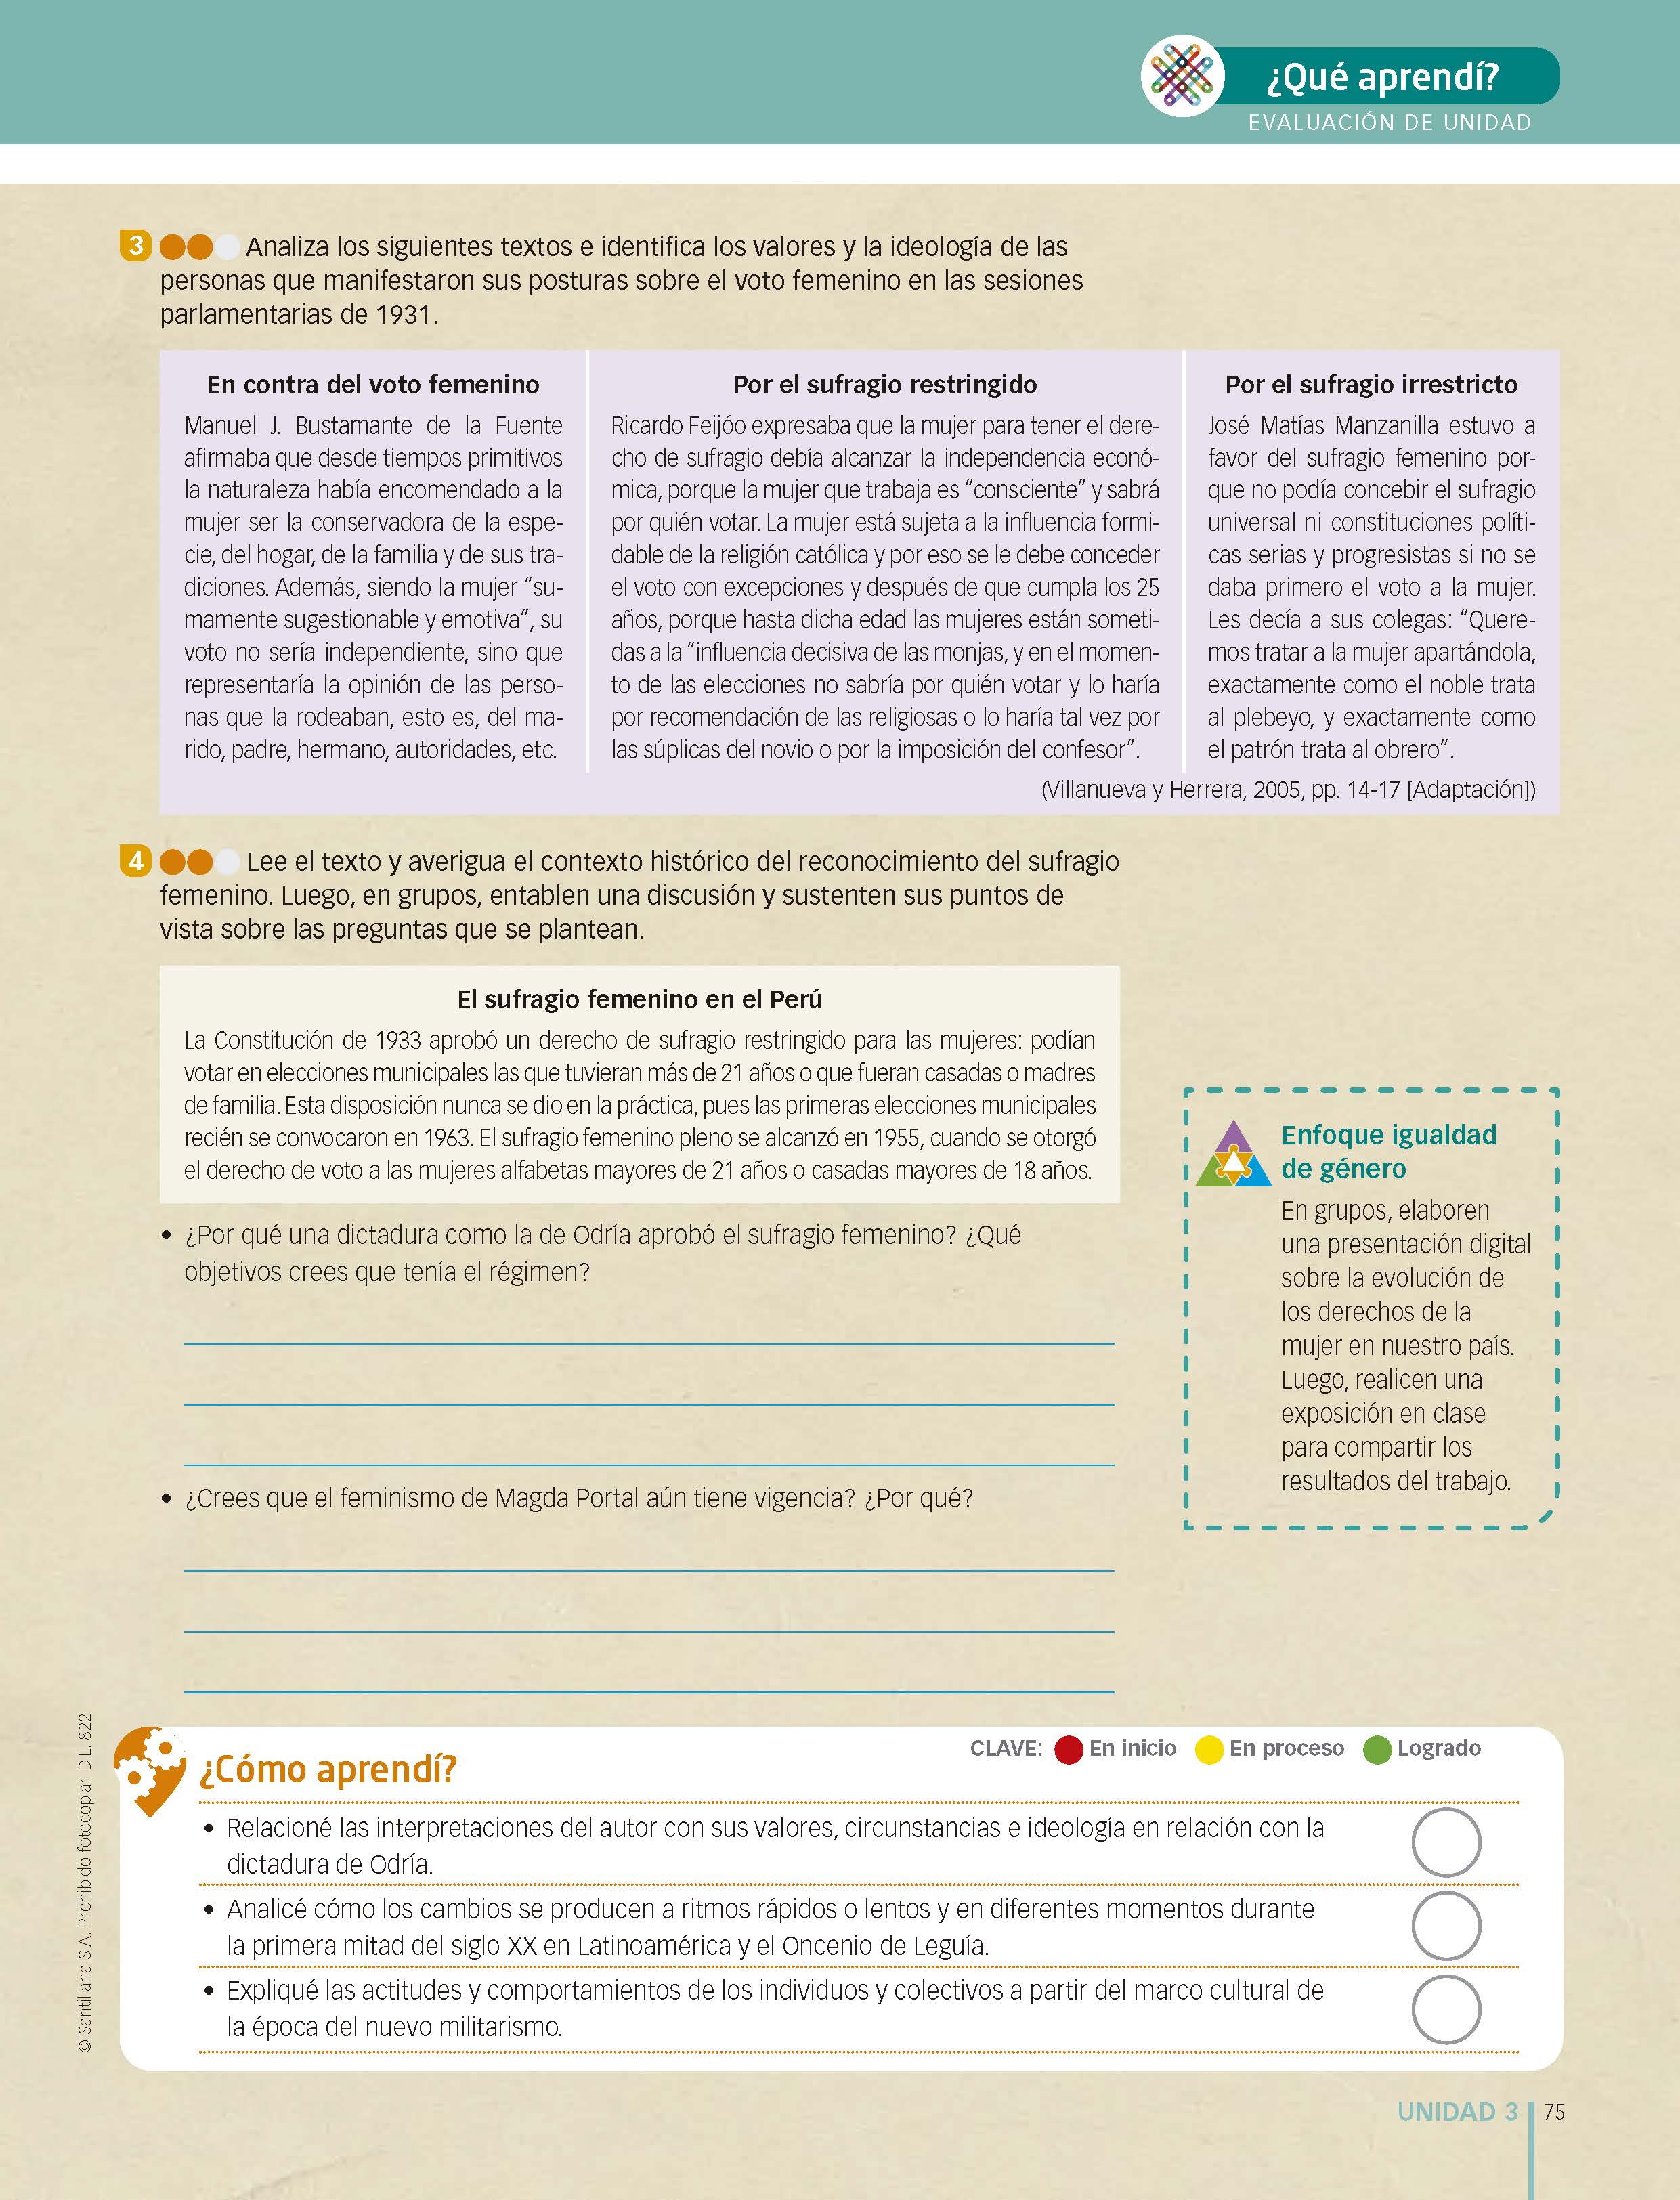 ¿Qué aprendí?
EVALUACIÓN DE UNIDAD
3 Analiza los siguientes textos e identifica los valores y la ideología de las
personas que manifestaron sus posturas sobre el voto femenino en las sesiones
parlamentarias de 1931.
En contra del voto femenino
Manuel J. Bustamante de la Fuente
afirmaba que desde tiempos primitivos
la naturaleza había encomendado a la
mujer ser la conservadora de la espe-
cie, del hogar, de la familia y de sus tra-
diciones. Además, siendo la mujer “su-
mamente sugestionable y emotiva”, su
voto no sería independiente, sino que
representaría la opinión de las perso-
nas que la rodeaban, esto es, del ma-
rido, padre, hermano, autoridades, etc.
Por el sufragio restringido
Ricardo Feijóo expresaba que la mujer para tener el dere-
cho de sufragio debía alcanzar la independencia econó-
mica, porque la mujer que trabaja es “consciente” y sabrá
por quién votar. La mujer está sujeta a la influencia formi-
dable de la religión católica y por eso se le debe conceder
el voto con excepciones y después de que cumpla los 25
años, porque hasta dicha edad las mujeres están someti-
das a la “influencia decisiva de las monjas, y en el momen-
to de las elecciones no sabría por quién votar y lo haría
por recomendación de las religiosas o lo haría tal vez por
las súplicas del novio o por la imposición del confesor”.
Por el sufragio irrestricto
José Matías Manzanilla estuvo a
favor del sufragio femenino por-
que no podía concebir el sufragio
universal ni constituciones políti-
cas serias y progresistas si no se
daba primero el voto a la mujer.
Les decía a sus colegas: “Quere-
mos tratar a la mujer apartándola,
exactamente como el noble trata
al plebeyo, y exactamente como
el patrón trata al obrero”.
(Villanueva y Herrera, 2005, pp. 14-17 [Adaptación])
4 Lee el texto y averigua el contexto histórico del reconocimiento del sufragio
femenino. Luego, en grupos, entablen una discusión y sustenten sus puntos de
vista sobre las preguntas que se plantean.
El sufragio femenino en el Perú
La Constitución de 1933 aprobó un derecho de sufragio restringido para las mujeres: podían
votar en elecciones municipales las que tuvieran más de 21 años o que fueran casadas o madres
de familia. Esta disposición nunca se dio en la práctica, pues las primeras elecciones municipales
recién se convocaron en 1963. El sufragio femenino pleno se alcanzó en 1955, cuando se otorgó
el derecho de voto a las mujeres alfabetas mayores de 21 años o casadas mayores de 18 años.
• ¿Por qué una dictadura como la de Odría aprobó el sufragio femenino? ¿Qué
objetivos crees que tenía el régimen?
• ¿Crees que el feminismo de Magda Portal aún tiene vigencia? ¿Por qué?
Enfoque igualdad
de género
En grupos, elaboren
una presentación digital
sobre la evolución de
los derechos de la
mujer en nuestro país.
Luego, realicen una
exposición en clase
para compartir los
resultados del trabajo.
¿Cómo aprendí?
CLAVE: En inicio En proceso Logrado
• Relacioné las interpretaciones del autor con sus valores, circunstancias e ideología en relación con la
dictadura de Odría.
• Analicé cómo los cambios se producen a ritmos rápidos o lentos y en diferentes momentos durante
la primera mitad del siglo XX en Latinoamérica y el Oncenio de Leguía.
• Expliqué las actitudes y comportamientos de los individuos y colectivos a partir del marco cultural de
la época del nuevo militarismo.
© Santillana S.A. Prohibido fotocopiar. D.L. 822
UNIDAD 3 75